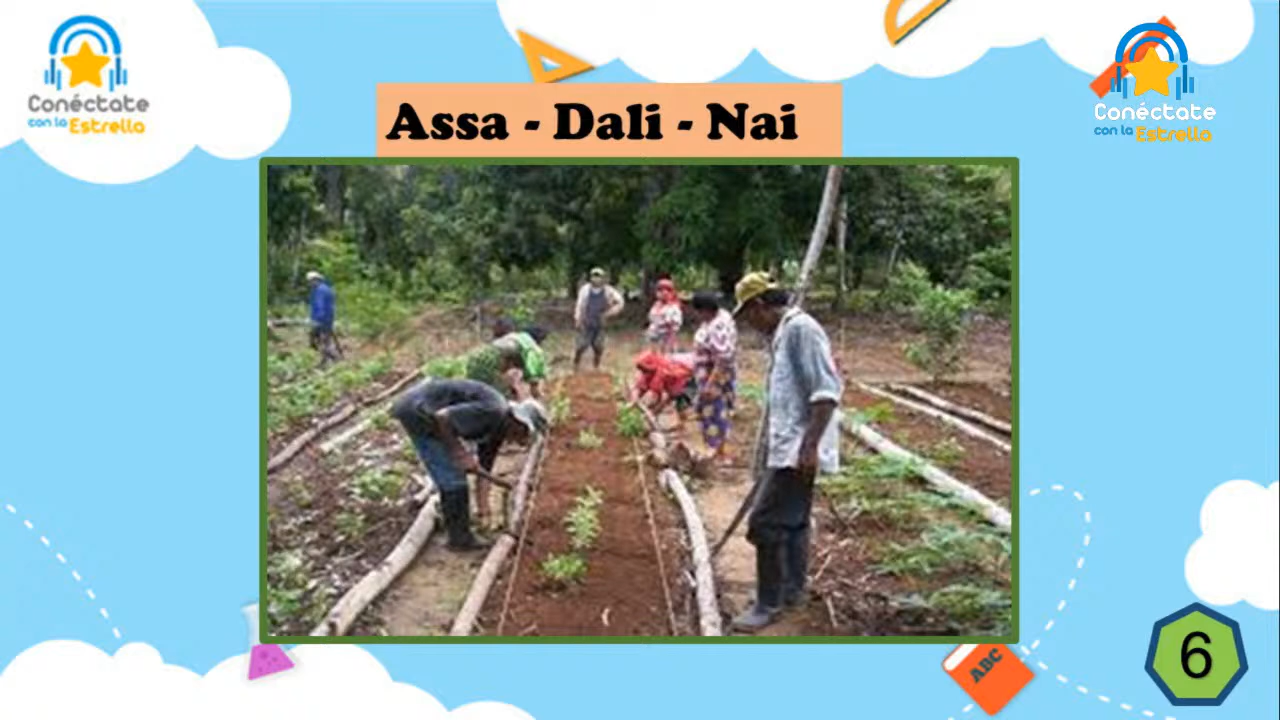 Conéctate
con la Estrella
Assa - Dali - Nai
Conéctate
con la Estrella
ABC
6